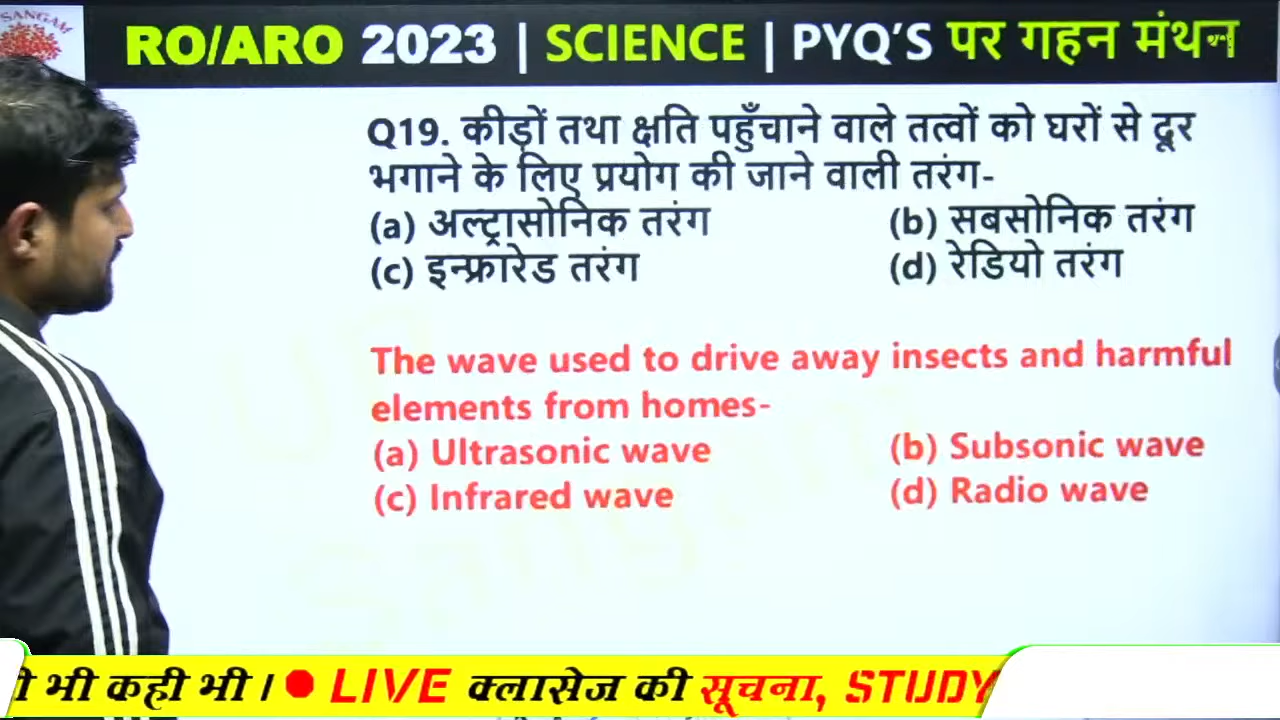 SANGAM
RO/ARO 2023 | SCIENCE | PYQ’S पर गहन मंथन
Q19. कीड़ों तथा क्षति पहुँचाने वाले तत्वों को घरों से दूर
भगाने के लिए प्रयोग की जाने वाली तरंग-
(a) अल्ट्रासोनिक तरंग (b) सबसोनिक तरंग
(c) इन्फ्रारेड तरंग (d) रेडियो तरंग
The wave used to drive away insects and harmful
elements from homes-
(a) Ultrasonic wave (b) Subsonic wave
(c) Infrared wave (d) Radio wave
भी कही भी । LIVE क्लासेज की सूचना, STUDY